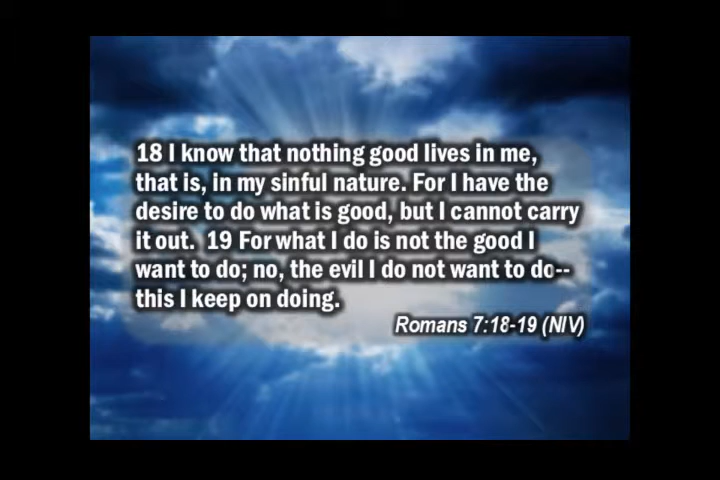 18 I know that nothing good lives in me,
that is, in my sinful nature. For I have the
desire to do what is good, but I cannot carry
it out.  19 For what I do is not the good I
want to do; no, the evil I do not want to do--
this I keep on doing.
Romans 7:18-19 (NIV)